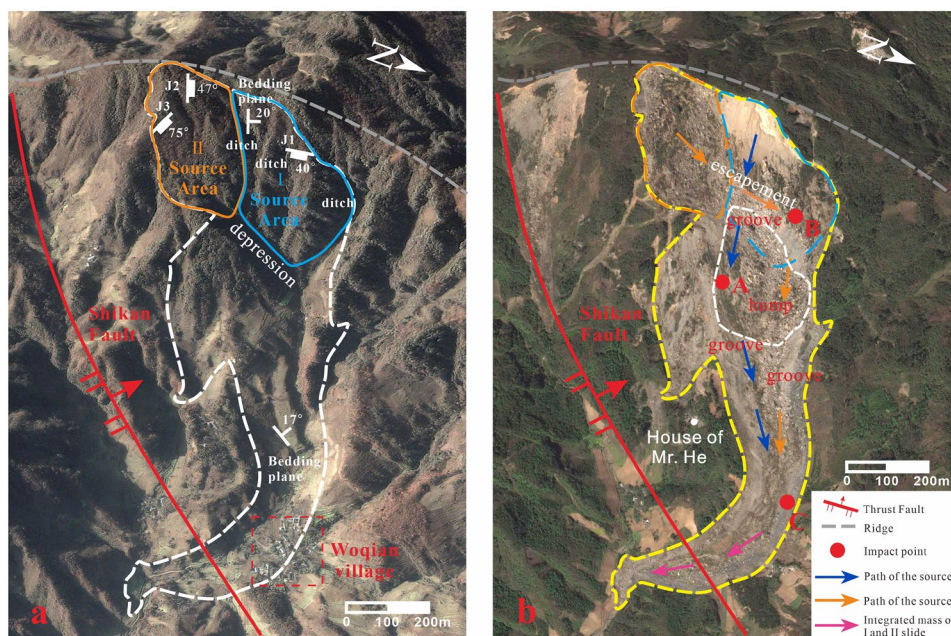 N
J2
47°
J3
75°
Bedding
plane
20°
ditch
J1
ditch
40°
II
Source
Area
I
Source
Area
ditch
depression
Shikan
Fault
17°
Bedding
plane
Woqian
village
0 100 200m
a
N
escapement
groove
B
A
hump
Shikan
Fault
groove
groove
House of
Mr. He
0 100 200m
C
b
Thrust Fault
Ridge
Impact point
Path of the source
Path of the source
Integrated mass w
I and II slide